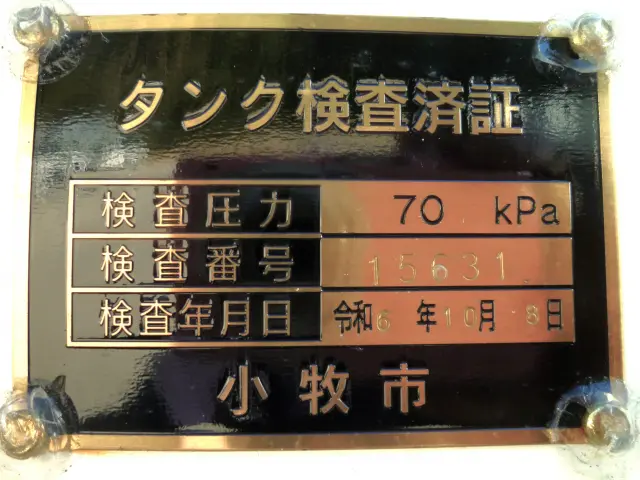 タンク検査済証
検査圧力 70 kPa
検査番号 15631
検査年月日 令和6年10月8日
小牧市